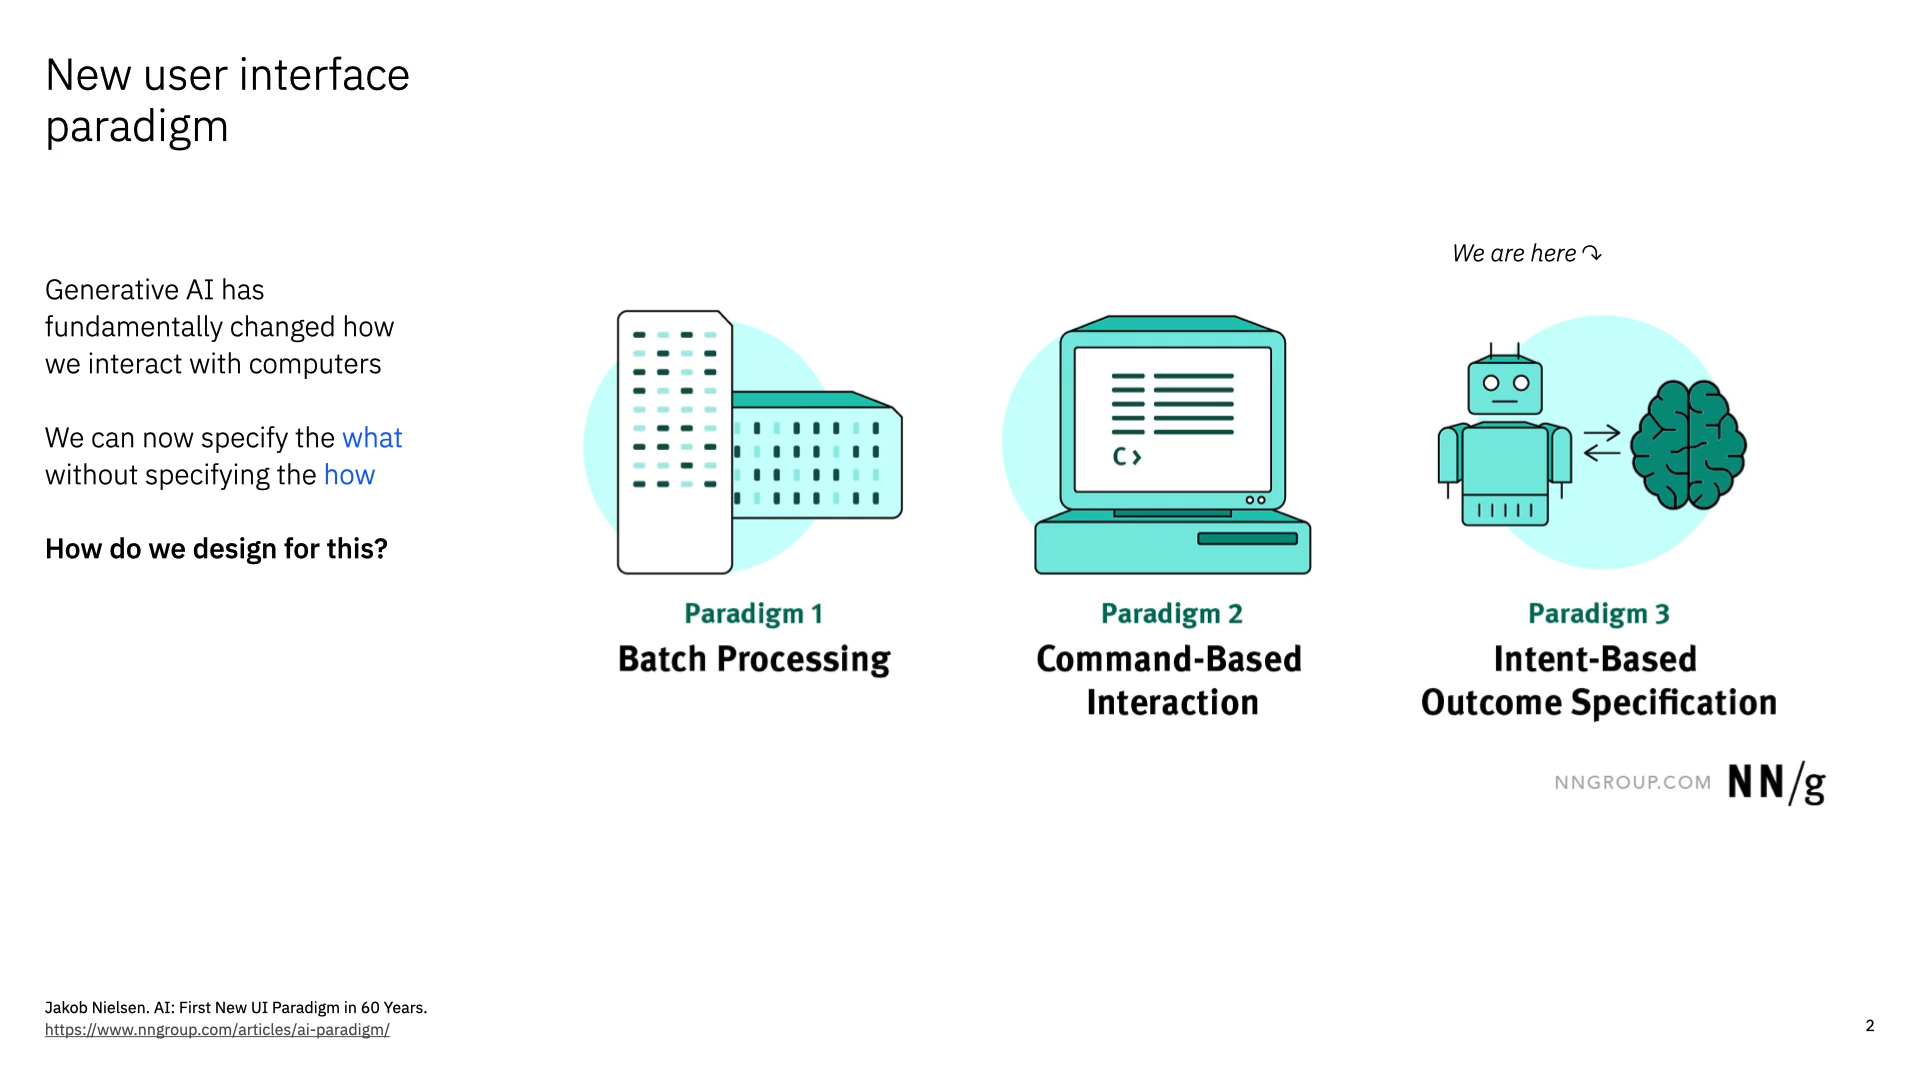 New user interface
paradigm
Generative AI has
fundamentally changed how
we interact with computers
We can now specify the what
without specifying the how
How do we design for this?
We are here
C >
Paradigm 1
Batch Processing
Paradigm 2
Command-Based
Interaction
Paradigm 3
Intent-Based
Outcome Specification
NNGROUP.COM NN/g
Jakob Nielsen. AI: First New UI Paradigm in 60 Years.
https://www.nngroup.com/articles/ai-paradigm/
2